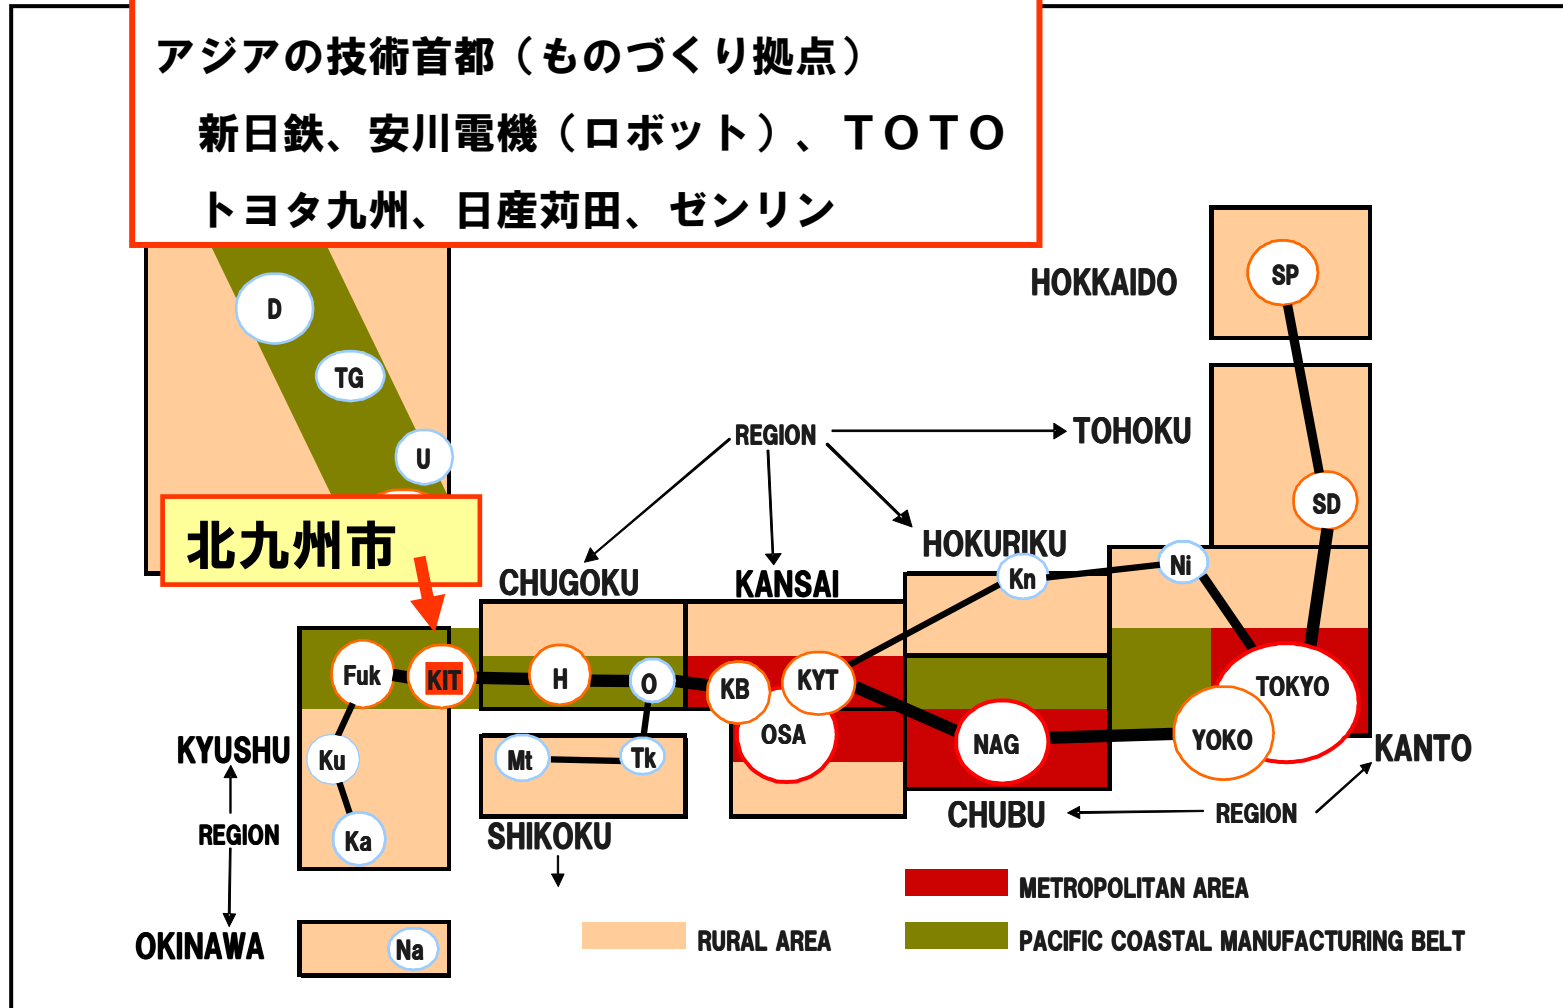 アジアの技術首都（ものづくり拠点）
新日鉄、安川電機（ロボット）、ＴＯＴＯ
トヨタ九州、日産苅田、ゼンリン
HOKKAIDO
SP
D
TG
U
REGION
TOHOKU
SD
北九州市
HOKURIKU
CHUGOKU
KANSAI
Kn
Ni
Fuk
KIT
H
O
KB
KYT
TOKYO
OSA
NAG
YOKO
KYUSHU
Ku
Mt
Tk
KANTO
REGION
Ka
SHIKOKU
CHUBU
REGION
METROPOLITAN AREA
OKINAWA
Na
RURAL AREA
PACIFIC COASTAL MANUFACTURING BELT